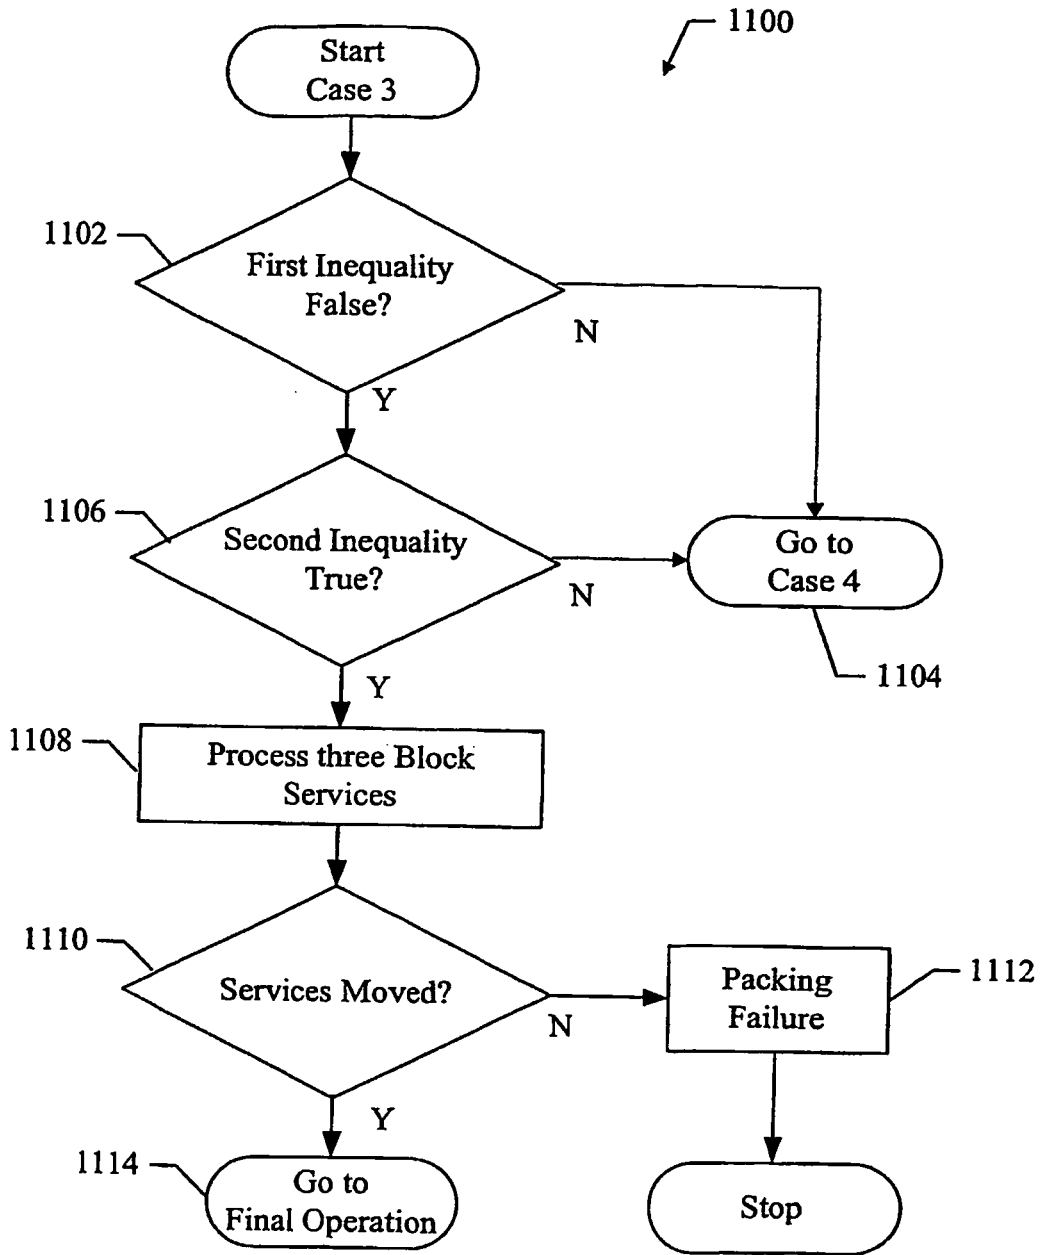 1100
Start
Case 3
1102
First Inequality
False?
N
Y
1106
Second Inequality
True?
N
Go to
Case 4
1104
Y
1108
Process three Block
Services
1110
Services Moved?
N
Packing
Failure
1112
Y
1114
Go to
Final Operation
Stop